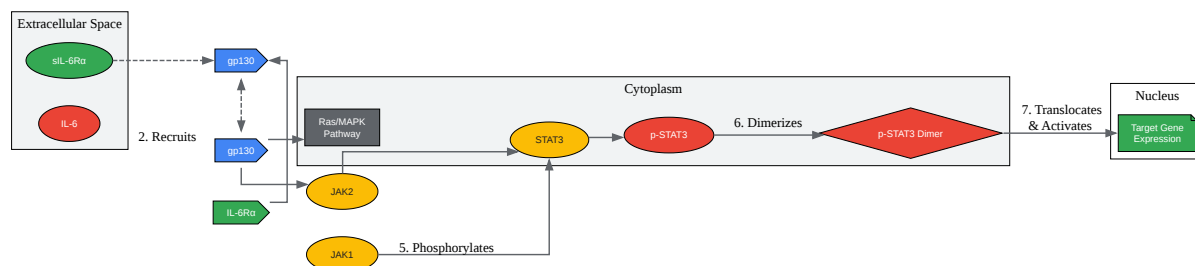 Extracellular Space
sIL-6Rα
IL-6
2. Recruits
gp130
gp130
IL-6Rα
Cytoplasm
Ras/MAPK
Pathway
JAK2
JAK1
5. Phosphorylates
STAT3
p-STAT3
6. Dimerizes
p-STAT3 Dimer
7. Translocates
& Activates
Nucleus
Target Gene
Expression